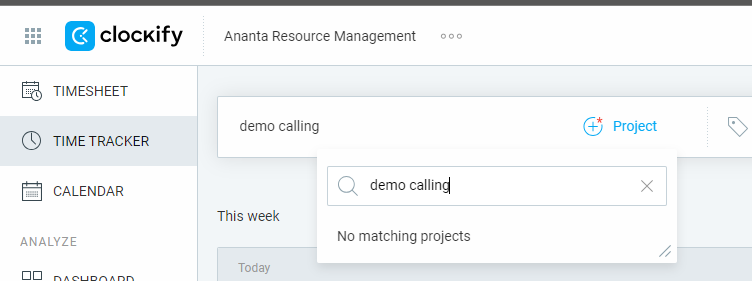 clockify
Ananta Resource Management
TIMESHEET
TIME TRACKER
CALENDAR
ANALYZE
DASHBOARD
demo calling
Project
demo calling
No matching projects
This week
Today